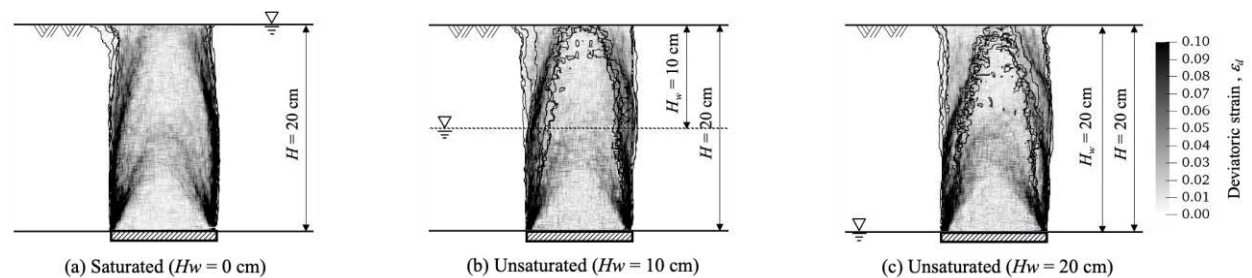 H = 20 cm
(a) Saturated (Hw = 0 cm)
H_w = 10 cm
H = 20 cm
(b) Unsaturated (Hw = 10 cm)
H_w = 20 cm
H = 20 cm
(c) Unsaturated (Hw = 20 cm)
0.10
0.09
0.08
0.07
0.06
0.05
0.04
0.03
0.02
0.01
0.00
Deviatoric strain , ε_d